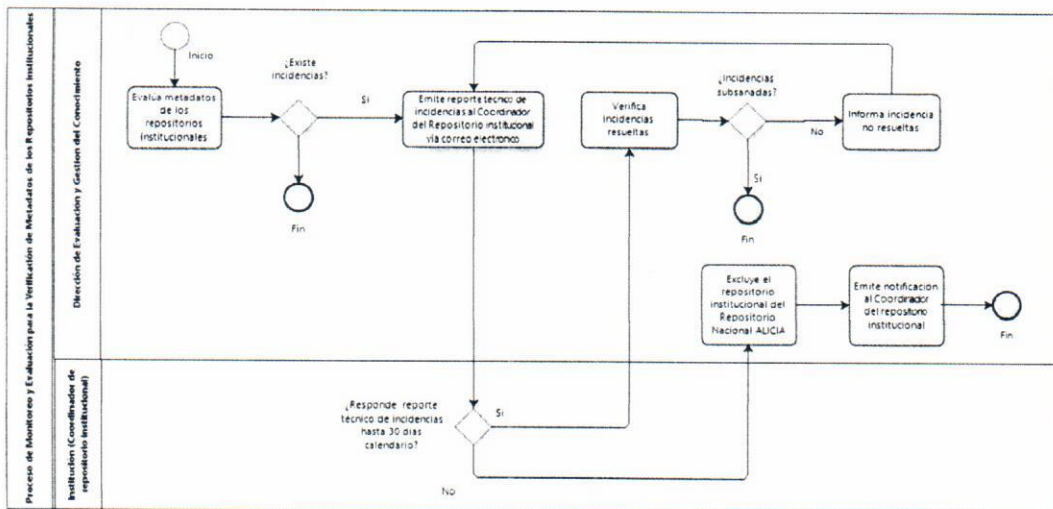 Proceso de Monitoreo y Evaluación para la Verificación de Metadatos de los Repositorios Institucionales
Dirección de Evaluación y Gestion del Conocimiento
Inicio
Evalúa metadatos
de los
repositorios
institucionales
¿Existe
incidencias?
Si
Fin
Emite reporte técnico de
incidencias al Coordinador
del Repositorio institucional
vía correo electronico
Verifica
incidencias
resueltas
¿Incidencias
subsanadas?
No
Informa incidencia
no resueltas
Si
Fin
Excluye el
repositorio
institucional del
Repositorio
Nacional ALICIA
Emite notificación
al Coordinador
del repositorio
institucional
Fin
Institución (Coordinador de
repositorio institucional)
¿Responde reporte
técnico de incidencias
hasta 30 dias
calendario?
Si
No